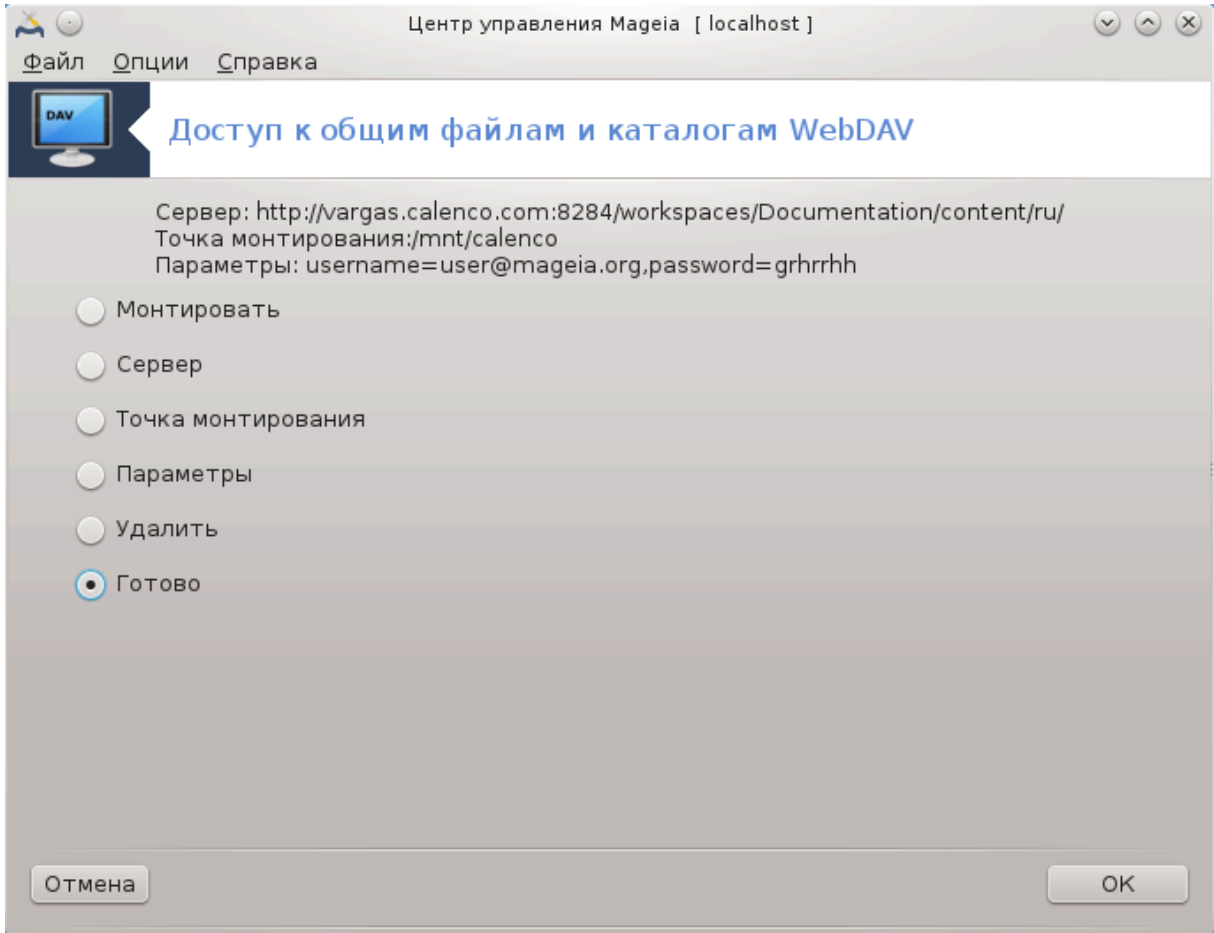 Центр управления Mageia [ localhost ]
Файл Опции Справка
DAV
Доступ к общим файлам и каталогам WebDAV
Сервер: http://vargas.calenco.com:8284/workspaces/Documentation/content/ru/
Точка монтирования:/mnt/calenco
Параметры: username=user@mageia.org,password=grhrrhh
Монтировать
Сервер
Точка монтирования
Параметры
Удалить
Готово
Отмена OK